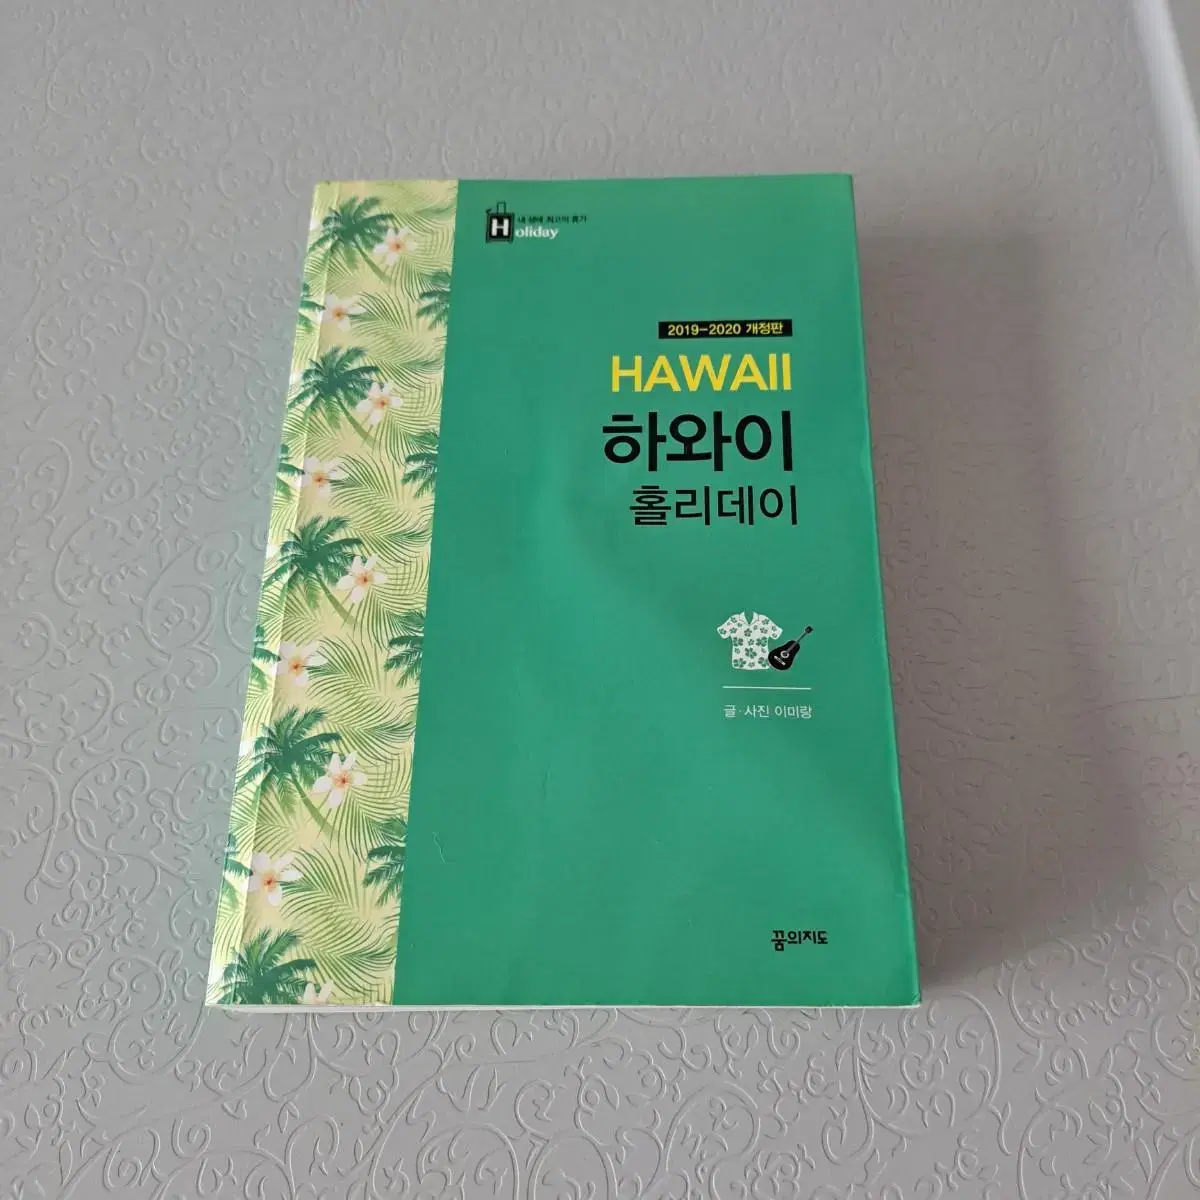 내 생애 최고의 휴가
Holiday
2019-2020 개정판
HAWAII
하와이
홀리데이
글·사진 이미랑
꿈의지도